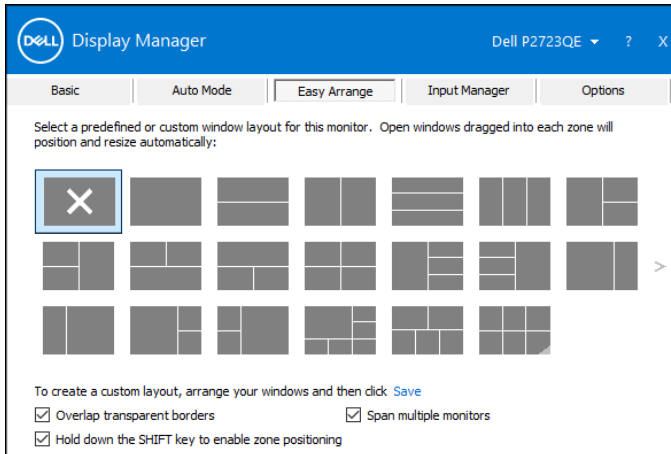 DELL Display Manager Dell P2723QE ? X
Basic Auto Mode Easy Arrange Input Manager Options
Select a predefined or custom window layout for this monitor. Open windows dragged into each zone will
position and resize automatically:
>
To create a custom layout, arrange your windows and then click Save
Overlap transparent borders Span multiple monitors
Hold down the SHIFT key to enable zone positioning